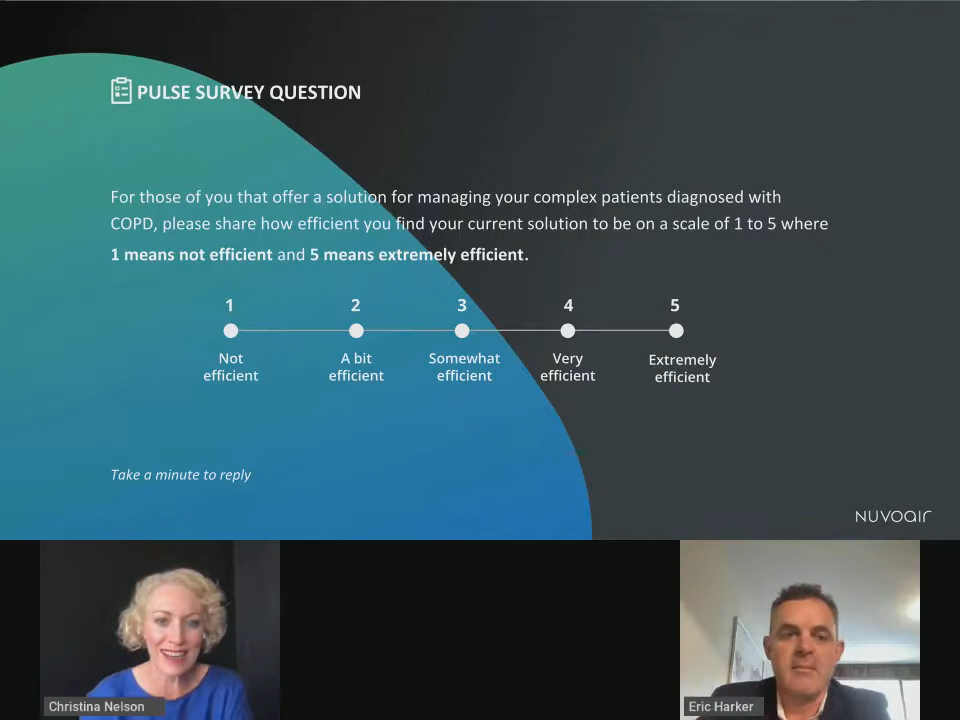 PULSE SURVEY QUESTION
For those of you that offer a solution for managing your complex patients diagnosed with
COPD, please share how efficient you find your current solution to be on a scale of 1 to 5 where
1 means not efficient and 5 means extremely efficient.
1 2 3 4 5
Not A bit Somewhat Very Extremely
efficient efficient efficient efficient efficient
Take a minute to reply
NUVOAIR
Christina Nelson
Eric Harker